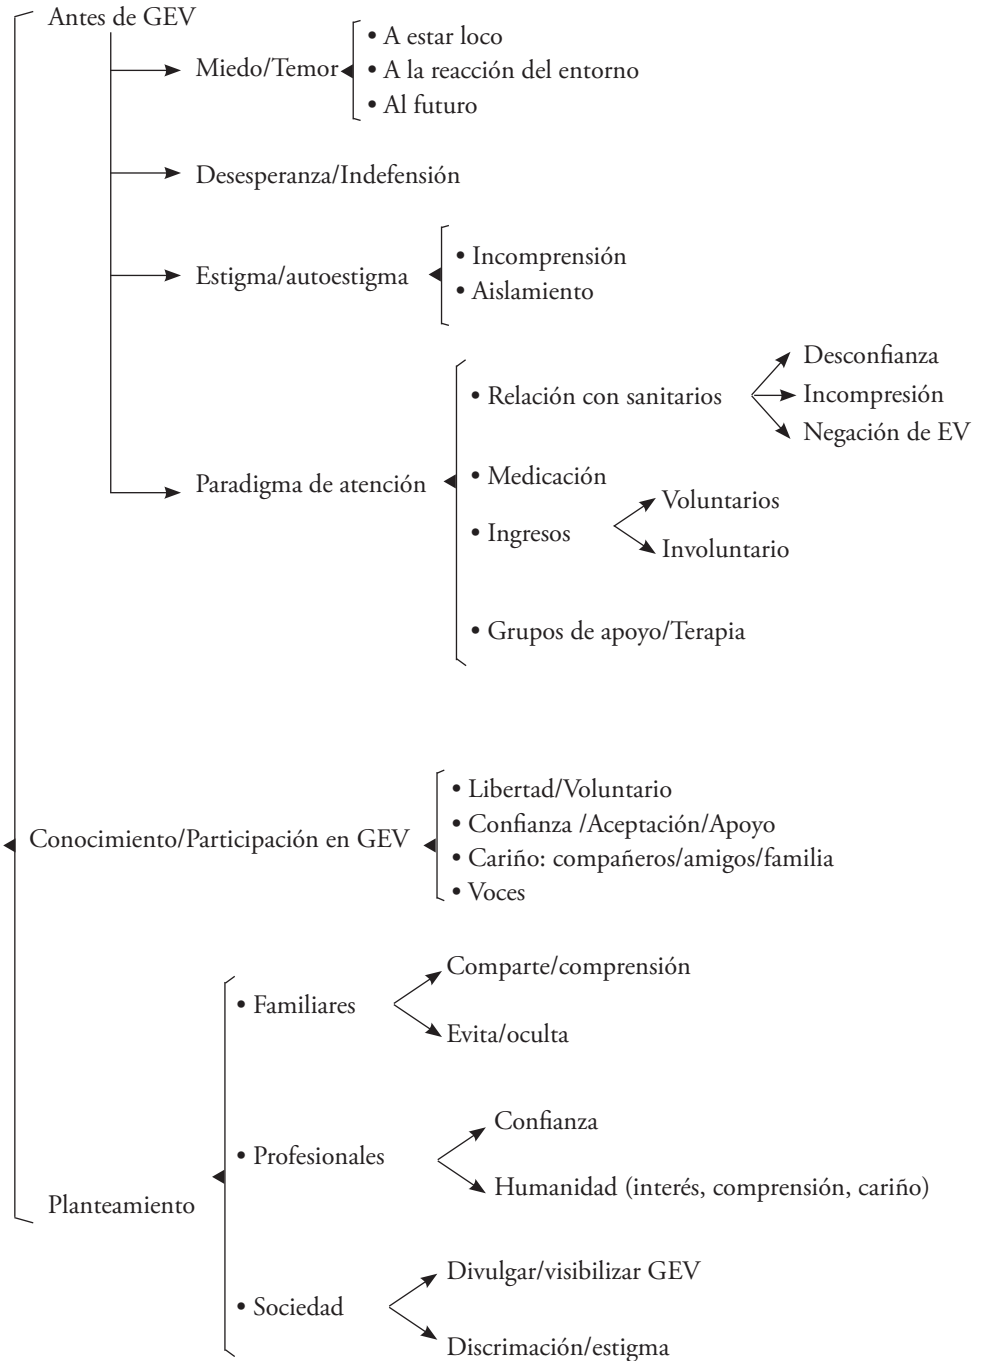 Antes de GEV
Miedo/Temor
• A estar loco
• A la reacción del entorno
• Al futuro
Desesperanza/Indefensión
Estigma/autoestigma
• Incomprensión
• Aislamiento
Paradigma de atención
• Relación con sanitarios
Desconfianza
Incompresión
Negación de EV
• Medicación
• Ingresos
Voluntarios
Involuntario
• Grupos de apoyo/Terapia
Conocimiento/Participación en GEV
• Libertad/Voluntario
• Confianza /Aceptación/Apoyo
• Cariño: compañeros/amigos/familia
• Voces
Planteamiento
• Familiares
Comparte/comprensión
Evita/oculta
• Profesionales
Confianza
Humanidad (interés, comprensión, cariño)
• Sociedad
Divulgar/visibilizar GEV
Discrimación/estigma